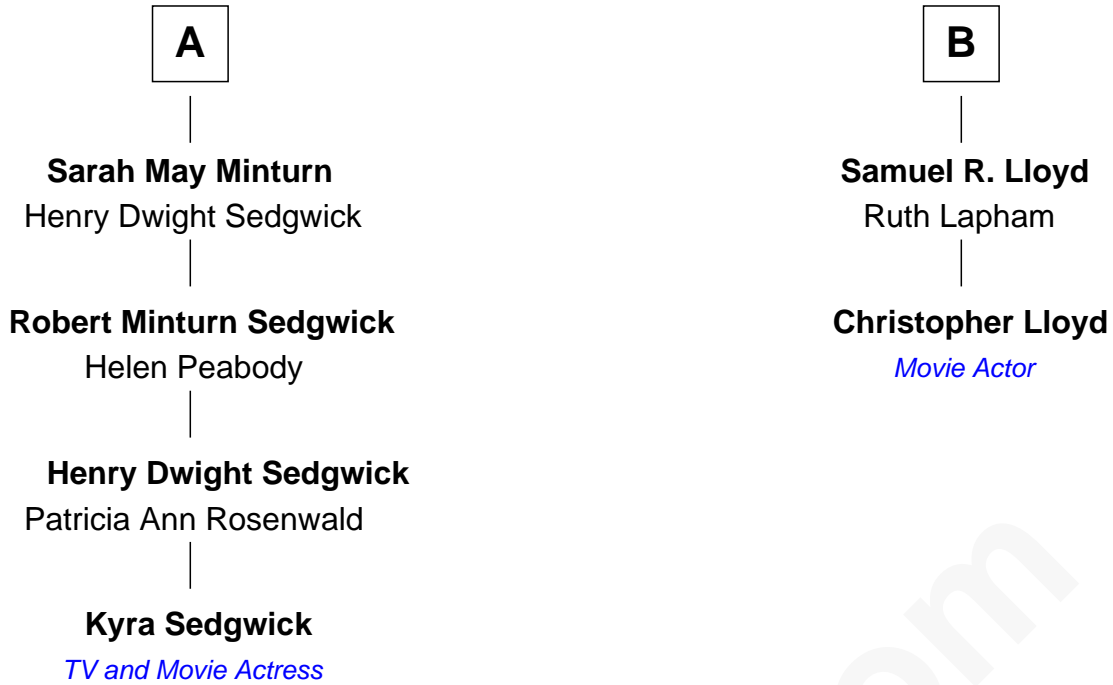 A
Sarah May Minturn
Henry Dwight Sedgwick
Robert Minturn Sedgwick
Helen Peabody
Henry Dwight Sedgwick
Patricia Ann Rosenwald
Kyra Sedgwick
TV and Movie Actress
B
Samuel R. Lloyd
Ruth Lapham
Christopher Lloyd
Movie Actor
om